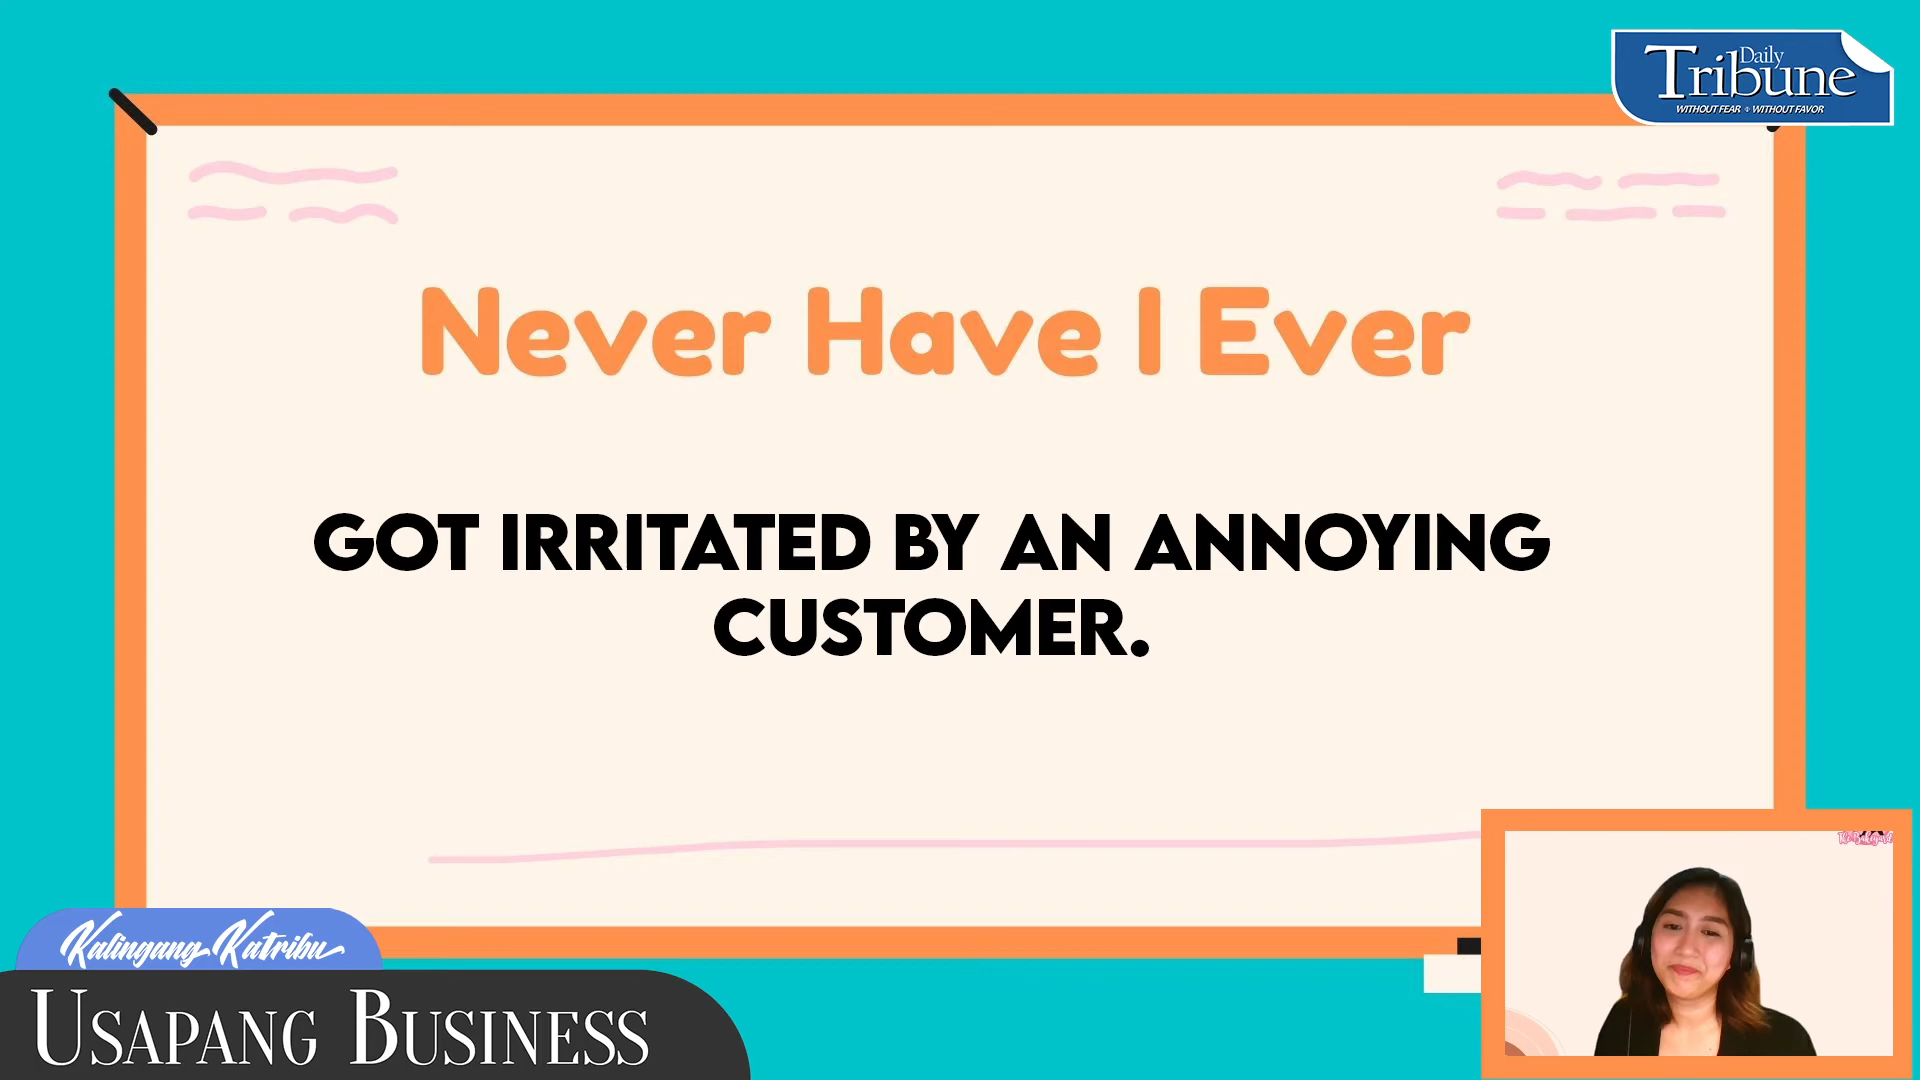 Daily
Tribune
WITHOUT FEAR ⟡ WITHOUT FAVOR
Never Have I Ever
GOT IRRITATED BY AN ANNOYING
CUSTOMER.
Kalingang Katribu
USAPANG BUSINESS